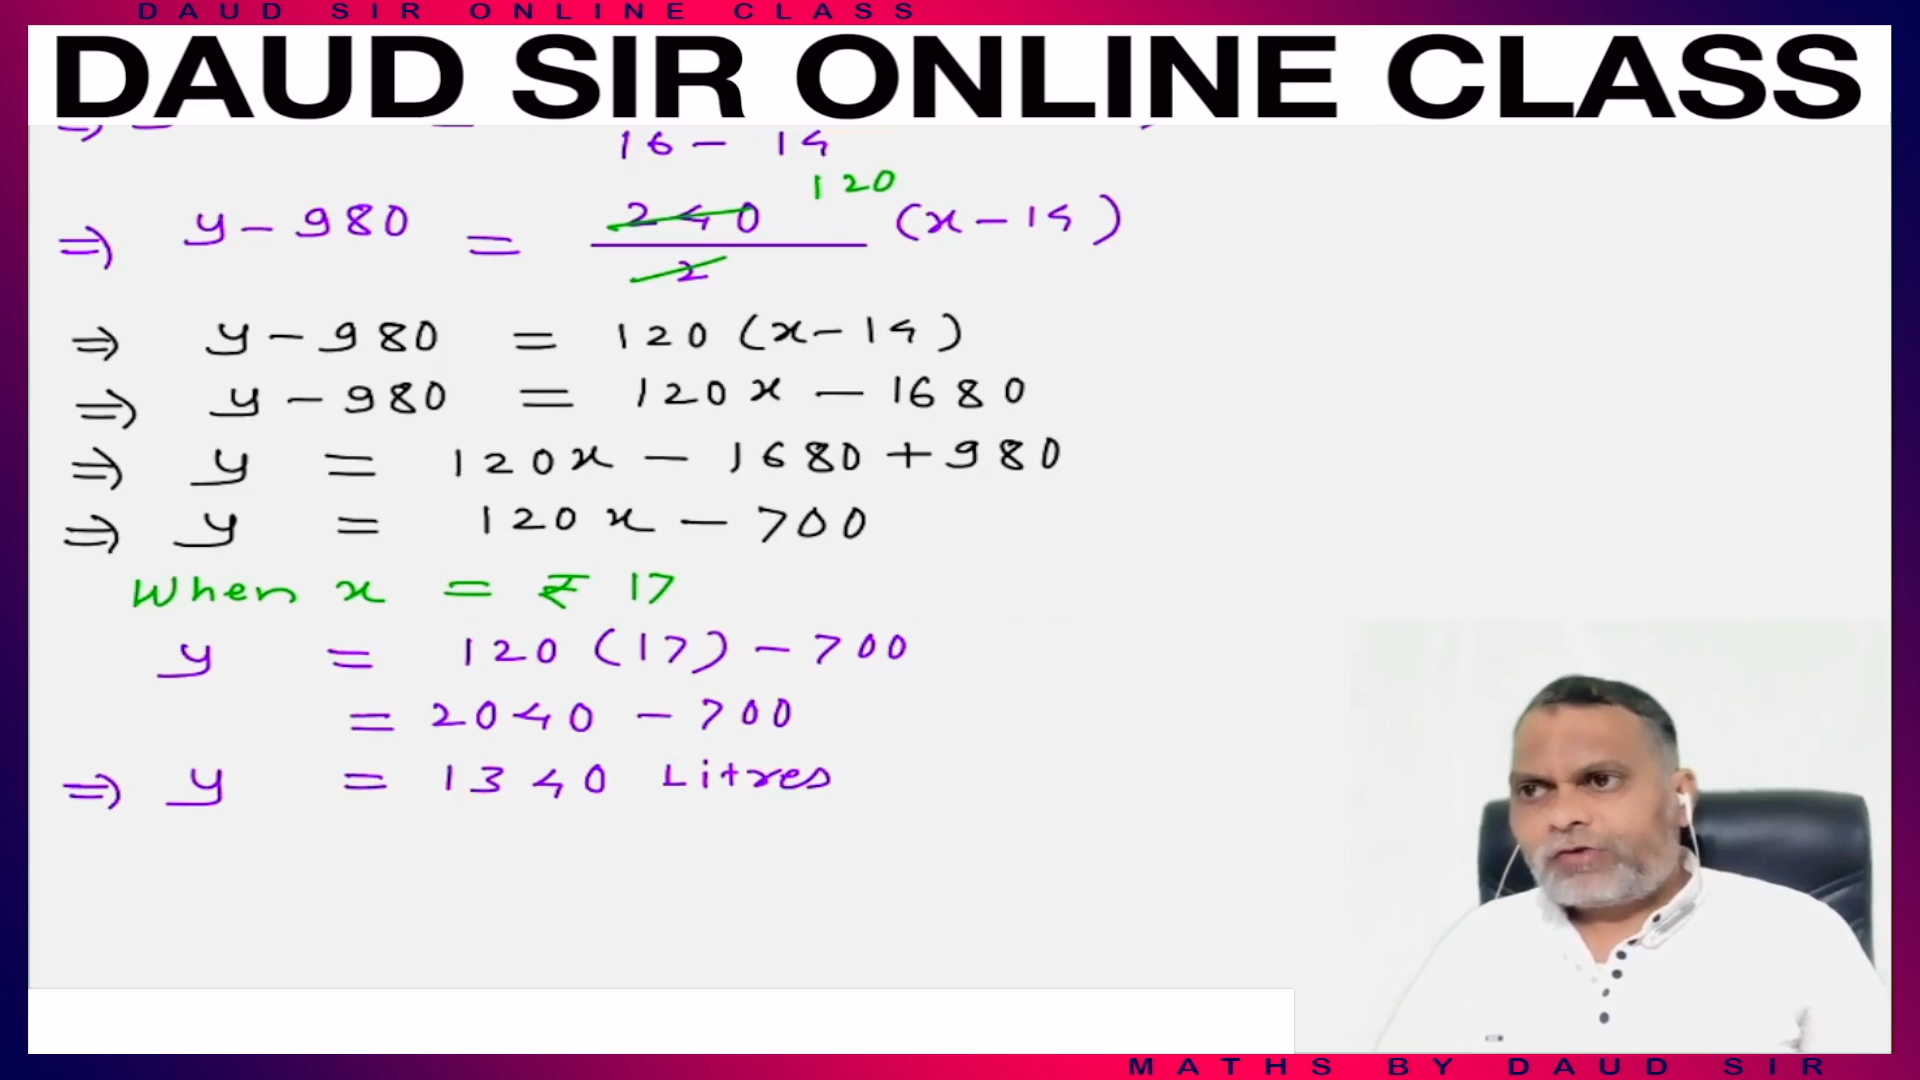 DAUD SIR ONLINE CLASS
DAUD SIR ONLINE CLASS
16 - 14
120
⇒ y - 980 = 240/2 (x - 14)
⇒ y - 980 = 120 (x - 14)
⇒ y - 980 = 120x - 1680
⇒ y = 120x - 1680 + 980
⇒ y = 120x - 700
When x = ₹ 17
y = 120 (17) - 700
= 2040 - 700
⇒ y = 1340 Litres
MATHS BY DAUD SIR